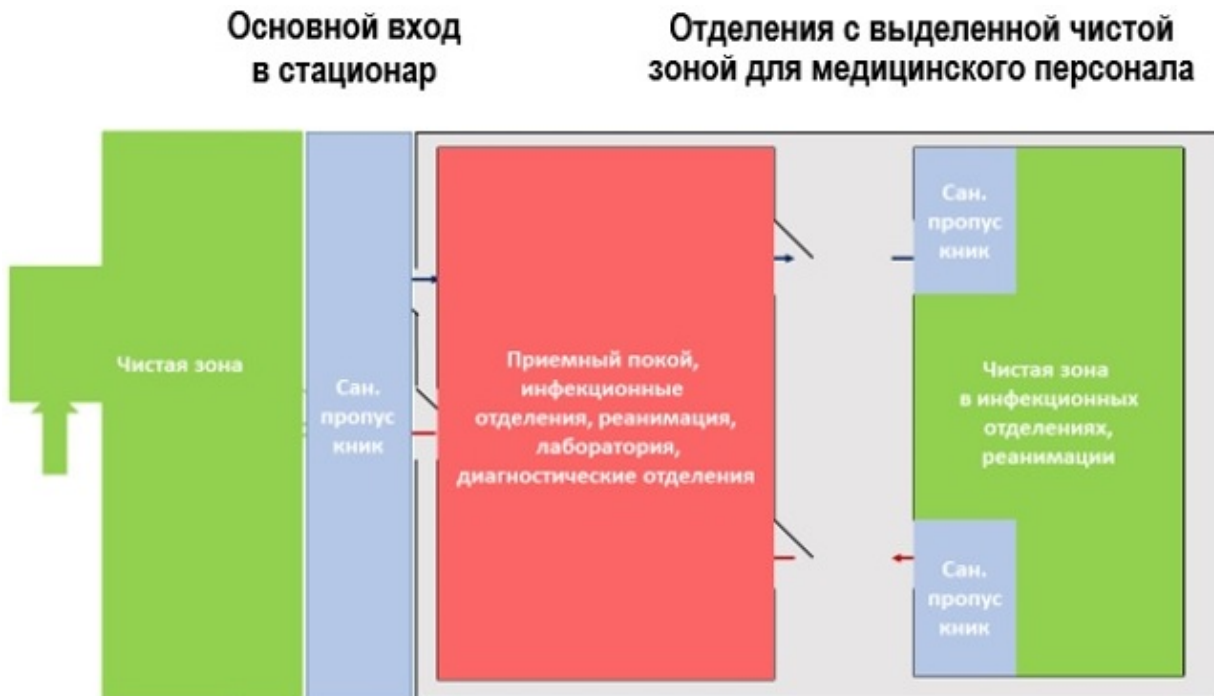 Основной вход
в стационар
Отделения с выделенной чистой
зоной для медицинского персонала
Чистая зона
Сан.
пропус
кник
Приемный покой,
инфекционные
отделения, реанимация,
лаборатория,
диагностические отделения
Сан.
пропус
кник
Чистая зона
в инфекционных
отделениях,
реанимации
Сан.
пропус
кник